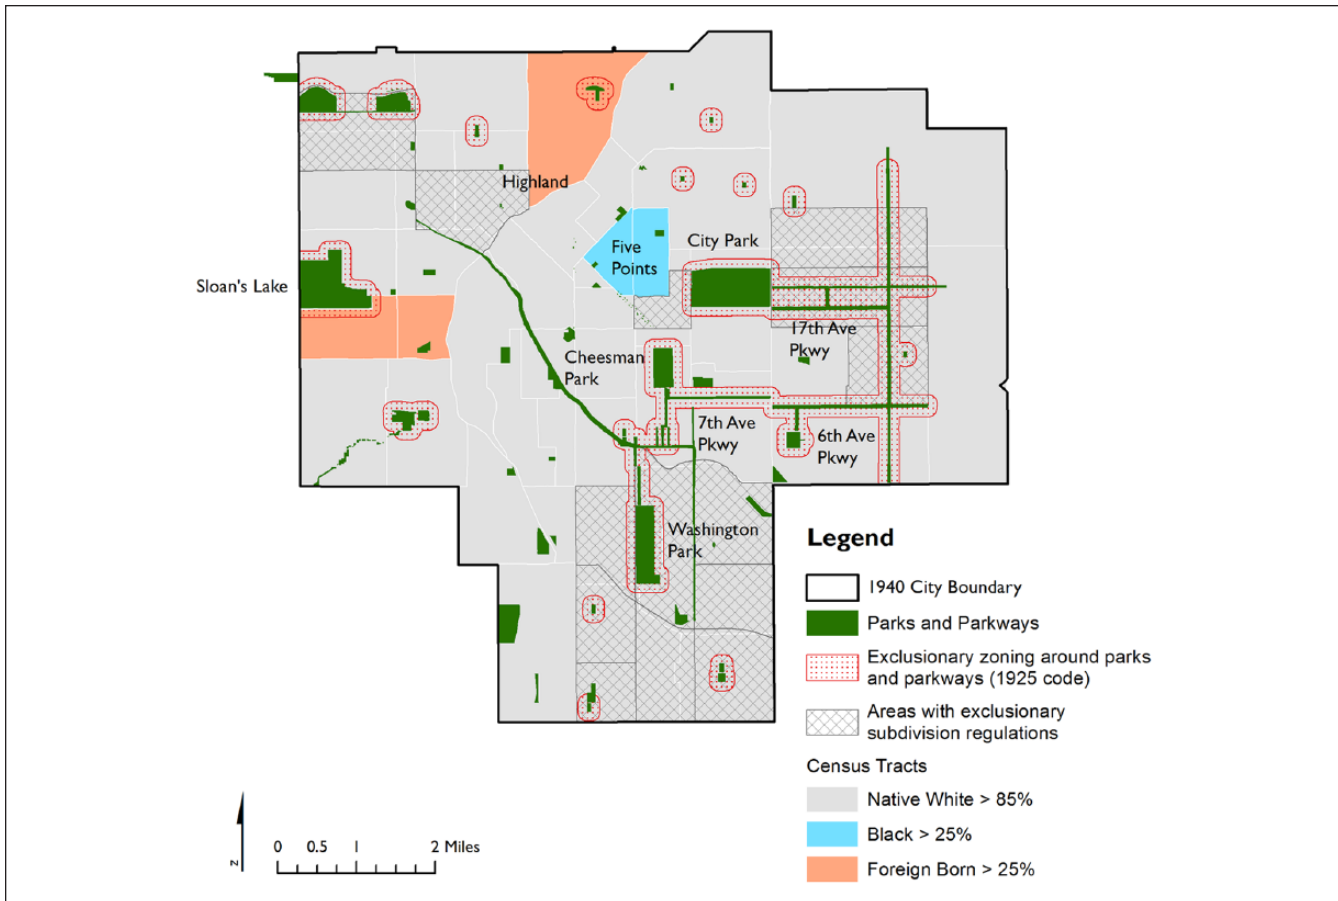 Highland
Five
Points
City Park
Sloan's Lake
17th Ave
Pkwy
Cheesman
Park
7th Ave
Pkwy
6th Ave
Pkwy
Washington
Park
Legend
1940 City Boundary
Parks and Parkways
Exclusionary zoning around parks
and parkways (1925 code)
Areas with exclusionary
subdivision regulations
Census Tracts
Native White > 85%
Black > 25%
Foreign Born > 25%
0 0.5 1 2 Miles
N